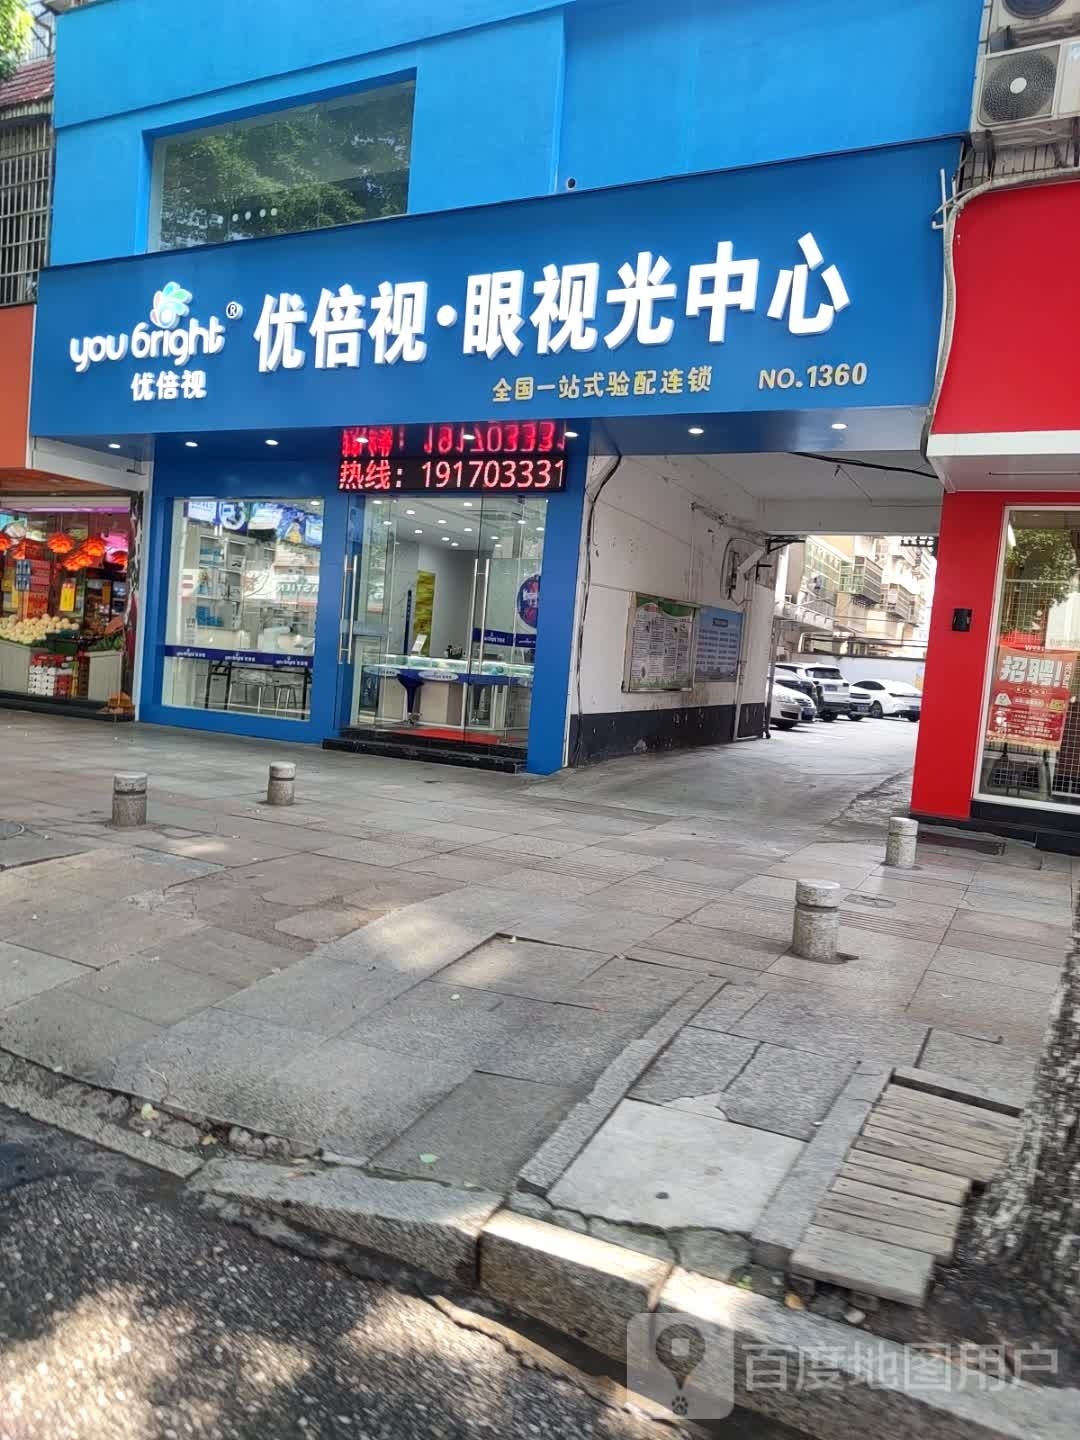 you bright®
优倍视
优倍视·眼视光中心
全国一站式验配连锁 NO.1360
热线：191703331
招聘!
百度地图用户